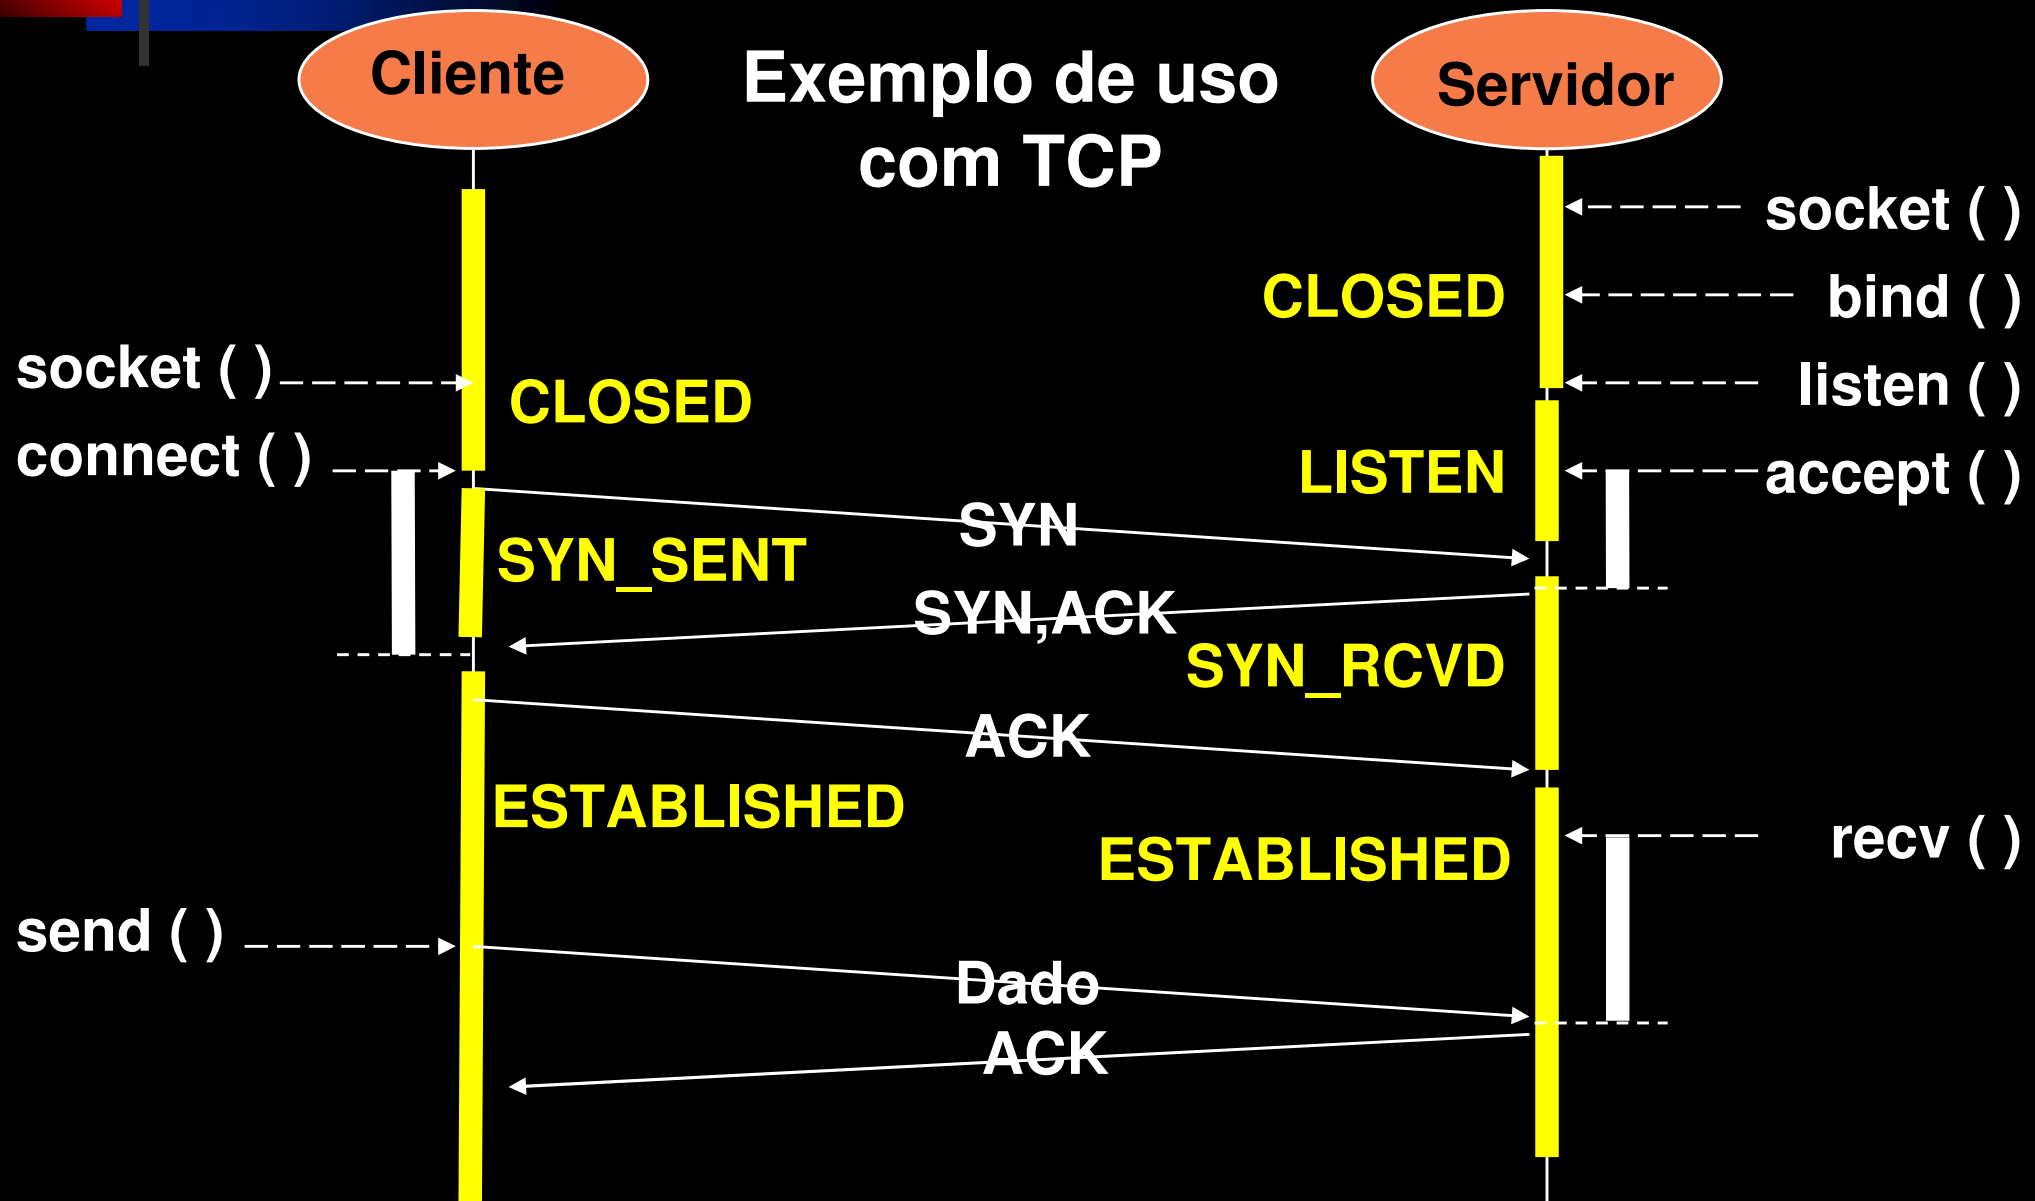 Cliente
Exemplo de uso
com TCP
Servidor
socket ( )
CLOSED
bind ( )
socket ( )
CLOSED
listen ( )
connect ( )
LISTEN
accept ( )
SYN
SYN_SENT
SYN,ACK
SYN_RCVD
ACK
ESTABLISHED
ESTABLISHED
recv ( )
send ( )
Dado
ACK